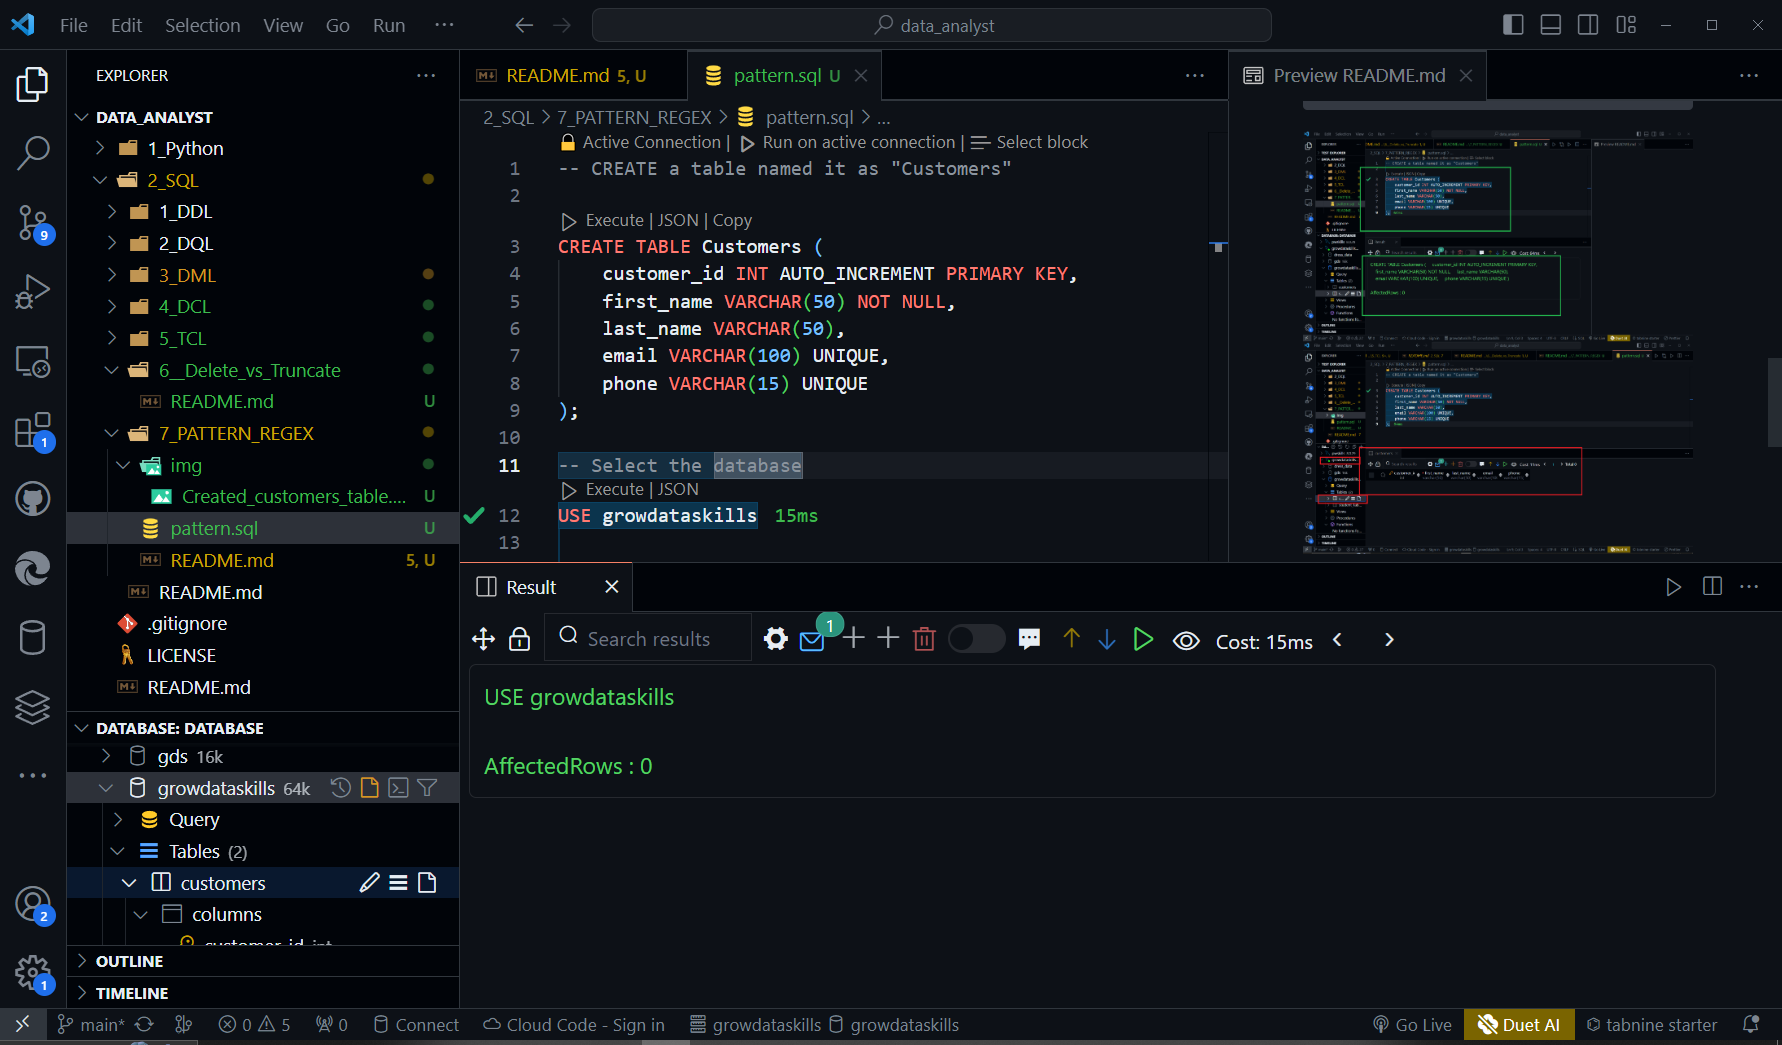 File Edit Selection View Go Run ···
data_analyst
EXPLORER
DATA_ANALYST
1_Python
2_SQL
1_DDL
2_DQL
3_DML
4_DCL
5_TCL
6__Delete_vs_Truncate
README.md U
7_PATTERN_REGEX
img
Created_customers_table.... U
pattern.sql U
README.md 5, U
README.md
.gitignore
LICENSE
README.md
DATABASE: DATABASE
gds 16k
growdataskills 64k
Query
Tables (2)
customers
columns
customer_id int
OUTLINE
TIMELINE
9
1
2
1
README.md 5, U
pattern.sql U
2_SQL > 7_PATTERN_REGEX > pattern.sql > ...
Active Connection | Run on active connection | Select block
1 -- CREATE a table named it as "Customers"
2
Execute | JSON | Copy
3 CREATE TABLE Customers (
4 customer_id INT AUTO_INCREMENT PRIMARY KEY,
5 first_name VARCHAR(50) NOT NULL,
6 last_name VARCHAR(50),
7 email VARCHAR(100) UNIQUE,
8 phone VARCHAR(15) UNIQUE
9 );
10
11 -- Select the database
Execute | JSON
12 USE growdataskills 15ms
13
Preview README.md
Result
Search results
1
Cost: 15ms
USE growdataskills
AffectedRows : 0
main* 0 5 0 Connect Cloud Code - Sign in growdataskills growdataskills Go Live Duet AI tabnine starter